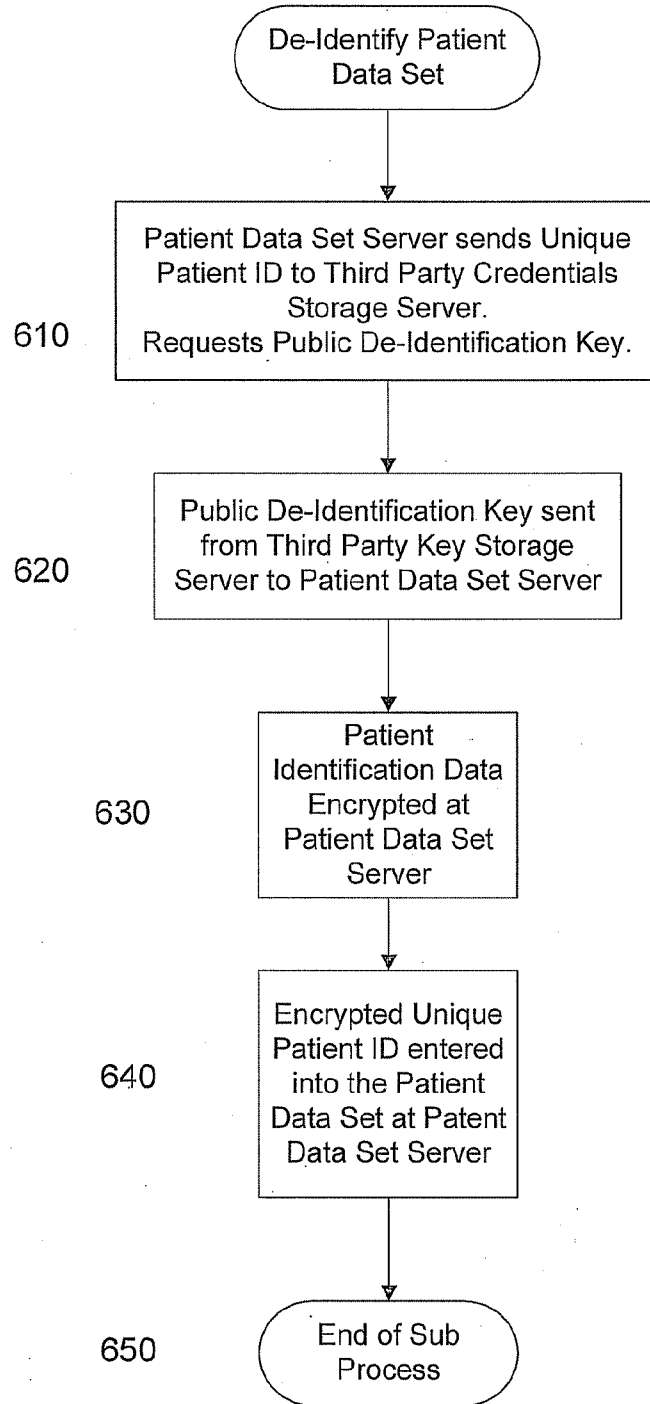 De-Identify Patient
Data Set
Patient Data Set Server sends Unique
Patient ID to Third Party Credentials
Storage Server.
Requests Public De-Identification Key.
610
Public De-Identification Key sent
from Third Party Key Storage
Server to Patient Data Set Server
620
Patient
Identification Data
Encrypted at
Patient Data Set
Server
630
Encrypted Unique
Patient ID entered
into the Patient
Data Set at Patent
Data Set Server
640
End of Sub
Process
650